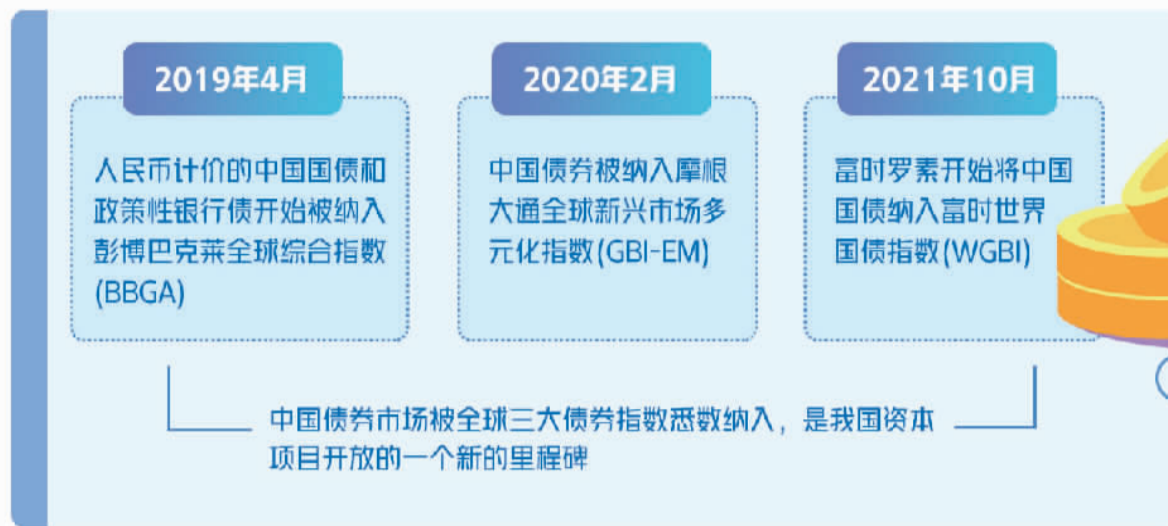 2019年4月
人民币计价的中国国债和
政策性银行债开始被纳入
彭博巴克莱全球综合指数
(BBGA)
2020年2月
中国债券被纳入摩根
大通全球新兴市场多
元化指数(GBI-EM)
2021年10月
富时罗素开始将中国
国债纳入富时世界
国债指数(WGBI)
中国债券市场被全球三大债券指数悉数纳入，是我国资本
项目开放的一个新的里程碑